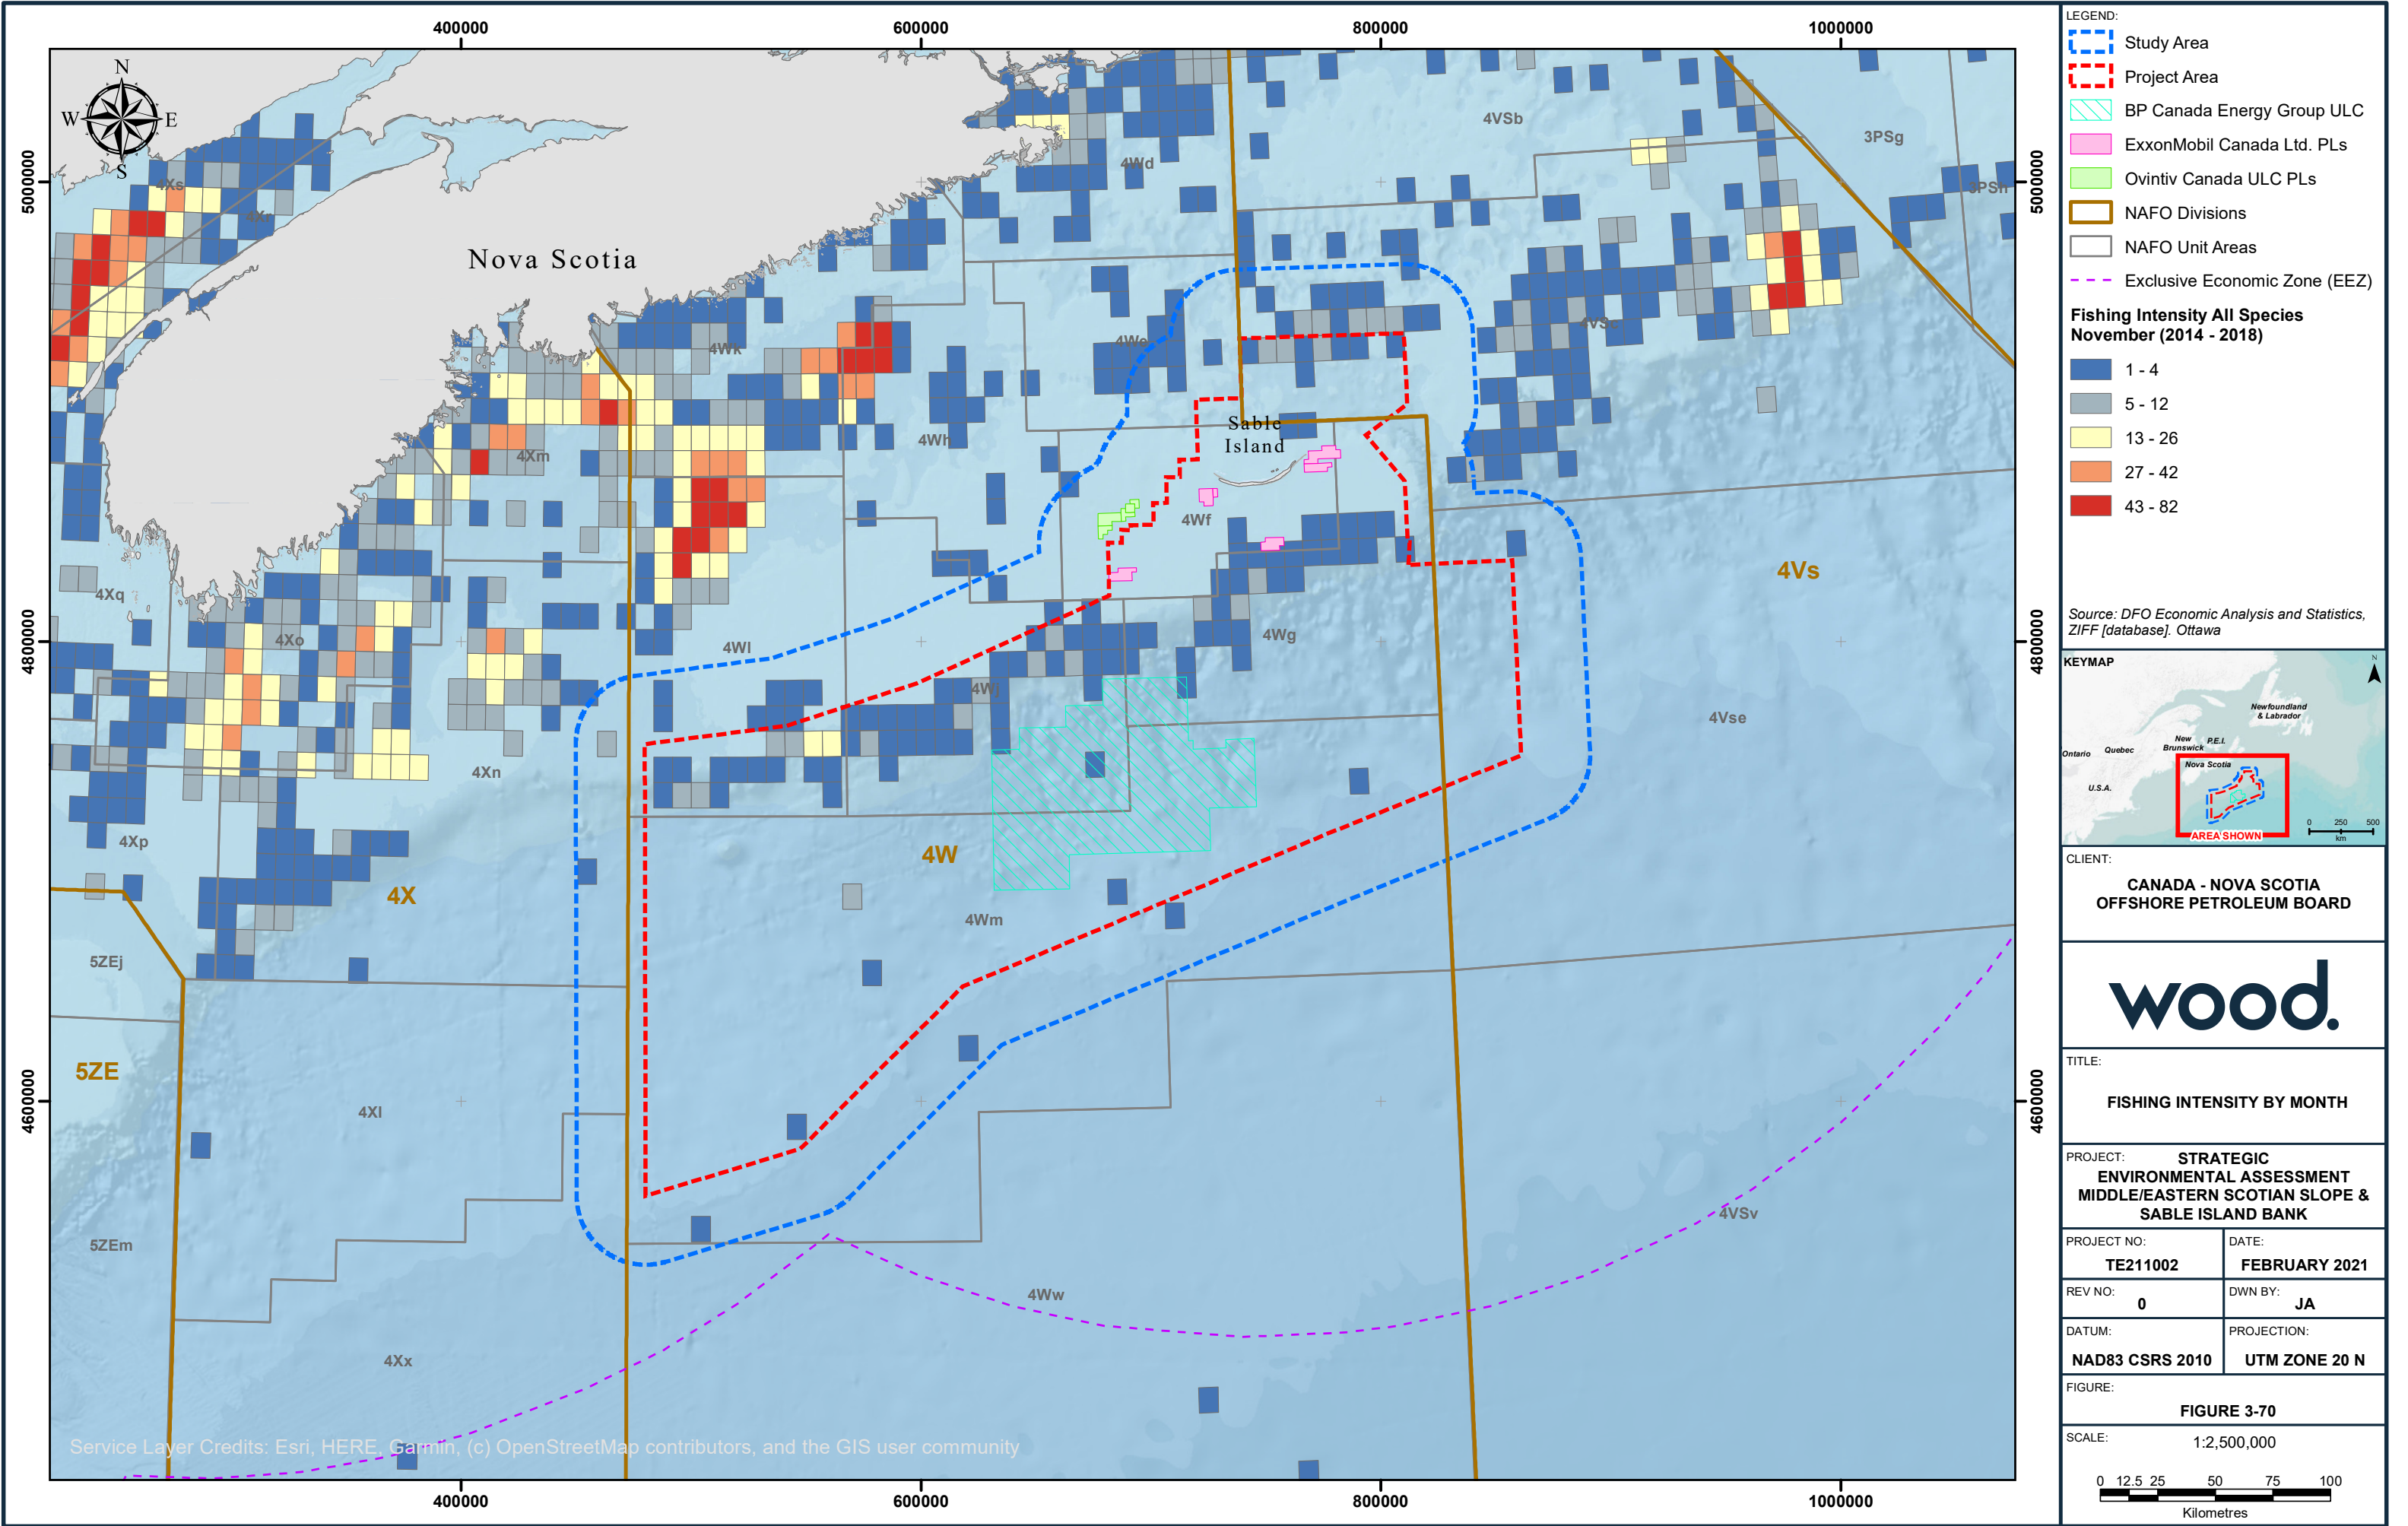 400000
600000
800000
1000000
N
W
E
S
5000000
4800000
4600000
5000000
4800000
4600000
Nova Scotia
Sable
Island
4Xs
4Xr
4Wd
4VSb
3PSg
3PSh
4Wk
4We
4VSc
4Wh
4Xm
4Wf
4Vs
4Xq
4Xo
4Wl
4Wg
4Wj
4Vse
4Xn
4Xp
4W
4X
4Wm
5ZEj
5ZE
4Xl
5ZEm
4VSv
4Ww
4Xx
Service Layer Credits: Esri, HERE, Garmin, (c) OpenStreetMap contributors, and the GIS user community
400000
600000
800000
1000000
LEGEND:
Study Area
Project Area
BP Canada Energy Group ULC
ExxonMobil Canada Ltd. PLs
Ovintiv Canada ULC PLs
NAFO Divisions
NAFO Unit Areas
Exclusive Economic Zone (EEZ)
Fishing Intensity All Species
November (2014 - 2018)
1 - 4
5 - 12
13 - 26
27 - 42
43 - 82
Source: DFO Economic Analysis and Statistics,
ZIFF [database]. Ottawa
KEYMAP
N
Newfoundland
& Labrador
New
Brunswick
P.E.I.
Ontario
Quebec
Nova Scotia
U.S.A.
AREA SHOWN
0 250 500
km
CLIENT:
CANADA - NOVA SCOTIA
OFFSHORE PETROLEUM BOARD
wood.
TITLE:
FISHING INTENSITY BY MONTH
PROJECT:
STRATEGIC
ENVIRONMENTAL ASSESSMENT
MIDDLE/EASTERN SCOTIAN SLOPE &
SABLE ISLAND BANK
PROJECT NO:
TE211002
DATE:
FEBRUARY 2021
REV NO:
0
DWN BY:
JA
DATUM:
NAD83 CSRS 2010
PROJECTION:
UTM ZONE 20 N
FIGURE:
FIGURE 3-70
SCALE:
1:2,500,000
0 12.5 25 50 75 100
Kilometres